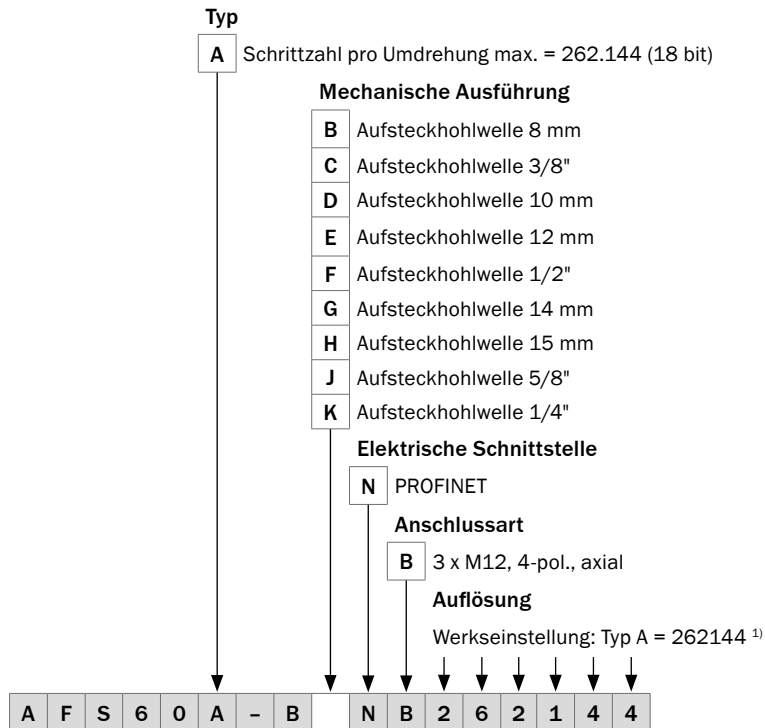 Typ
A Schrittzahl pro Umdrehung max. = 262.144 (18 bit)
Mechanische Ausführung
B Aufsteckhohlwelle 8 mm
C Aufsteckhohlwelle 3/8"
D Aufsteckhohlwelle 10 mm
E Aufsteckhohlwelle 12 mm
F Aufsteckhohlwelle 1/2"
G Aufsteckhohlwelle 14 mm
H Aufsteckhohlwelle 15 mm
J Aufsteckhohlwelle 5/8"
K Aufsteckhohlwelle 1/4"
Elektrische Schnittstelle
N PROFINET
Anschlussart
B 3 x M12, 4-pol., axial
Auflösung
Werkseinstellung: Typ A = 262144 1)
A F S 6 0 A – B N B 2 6 2 1 4 4